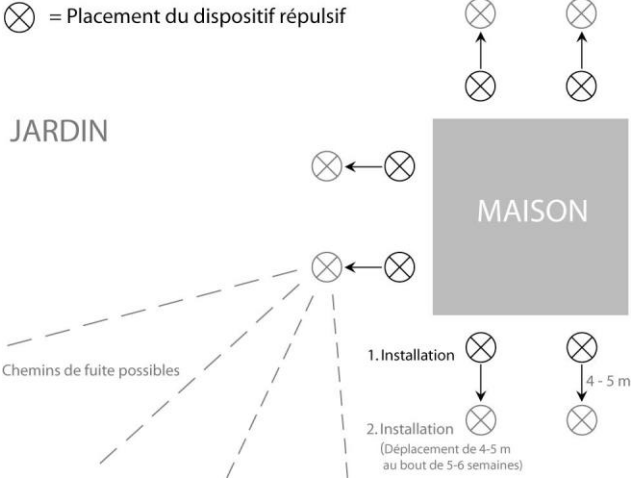 = Placement du dispositif répulsif
JARDIN
MAISON
Chemins de fuite possibles
1. Installation
4 - 5 m
2. Installation
(Déplacement de 4-5 m
au bout de 5-6 semaines)